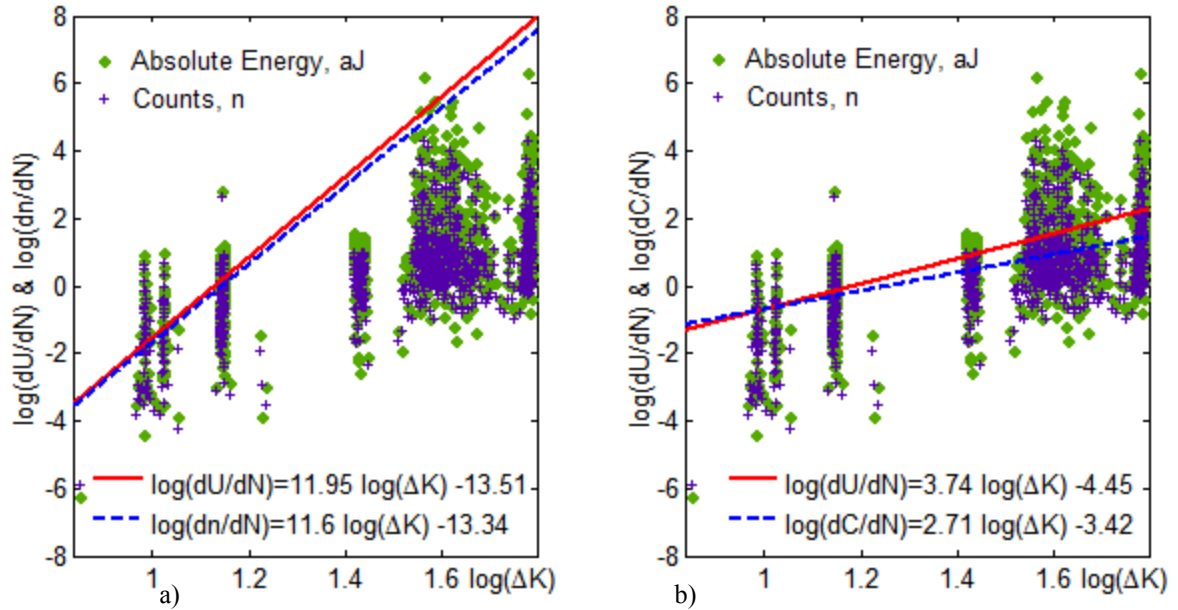 8
6
4
2
0
-2
-4
-6
-8
log(dU/dN) & log(dn/dN)
Absolute Energy, aJ
Counts, n
log(dU/dN)=11.95 log(ΔK) -13.51
log(dn/dN)=11.6 log(ΔK) -13.34
1 1.2 1.4 1.6 log(ΔK)
a)
8
6
4
2
0
-2
-4
-6
-8
log(dU/dN) & log(dC/dN)
Absolute Energy, aJ
Counts, n
log(dU/dN)=3.74 log(ΔK) -4.45
log(dC/dN)=2.71 log(ΔK) -3.42
1 1.2 1.4 1.6 log(ΔK)
b)